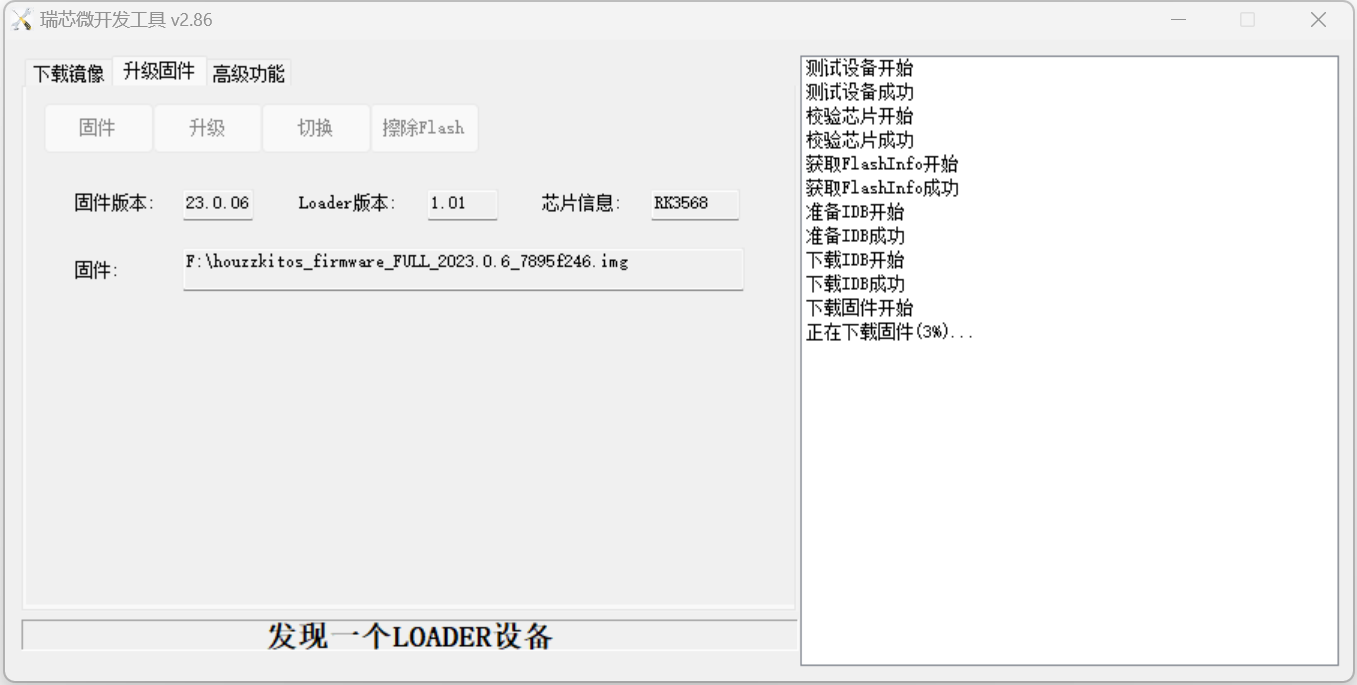 瑞芯微开发工具 v2.86
下载镜像 升级固件 高级功能
固件 升级 切换 擦除Flash
固件版本: 23.0.06 Loader版本: 1.01 芯片信息: RK3568
固件: F:\houzzkitos_firmware_FULL_2023.0.6_7895f246.img
发现一个LOADER设备
测试设备开始
测试设备成功
校验芯片开始
校验芯片成功
获取FlashInfo开始
获取FlashInfo成功
准备IDB开始
准备IDB成功
下载IDB开始
下载IDB成功
下载固件开始
正在下载固件(3%)...